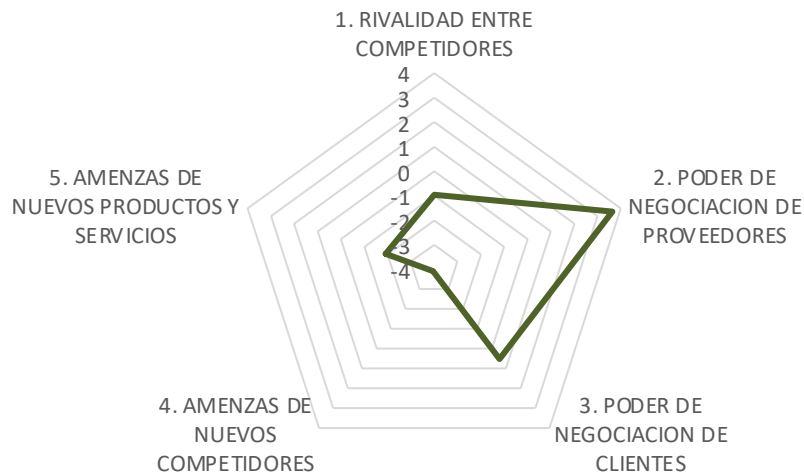 1. RIVALIDAD ENTRE
COMPETIDORES
4
3
2
1
0
-1
-2
-3
-4
5. AMENZAS DE
NUEVOS PRODUCTOS Y
SERVICIOS
2. PODER DE
NEGOCIACION DE
PROVEEDORES
4. AMENZAS DE
NUEVOS
COMPETIDORES
3. PODER DE
NEGOCIACION DE
CLIENTES